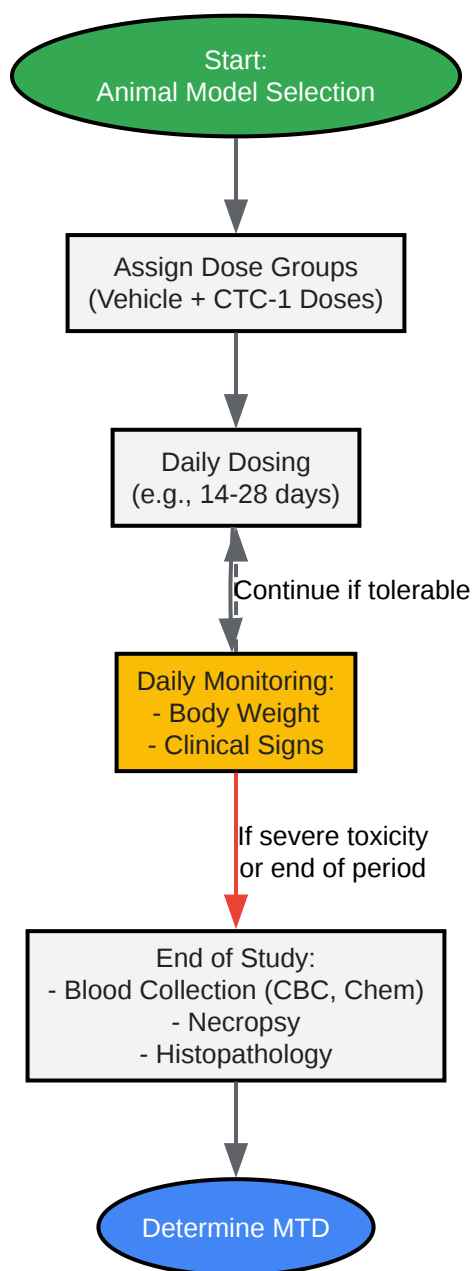 Start:
Animal Model Selection
Assign Dose Groups
(Vehicle + CTC-1 Doses)
Daily Dosing
(e.g., 14-28 days)
Continue if tolerable
Daily Monitoring:
- Body Weight
- Clinical Signs
If severe toxicity
or end of period
End of Study:
- Blood Collection (CBC, Chem)
- Necropsy
- Histopathology
Determine MTD